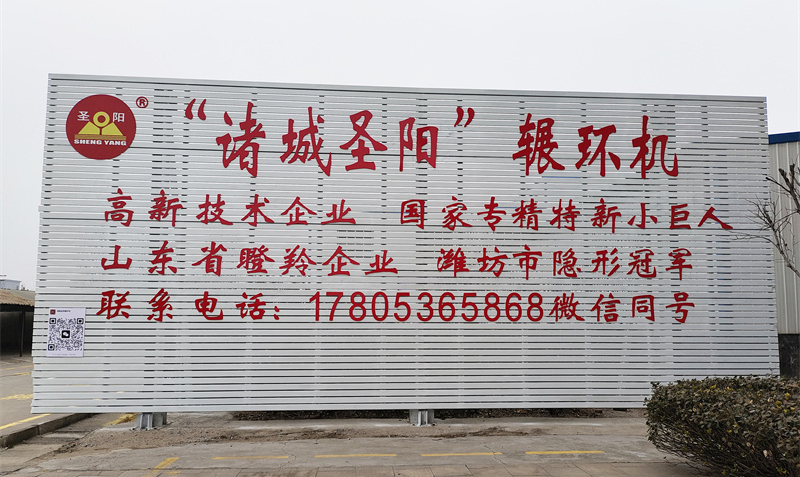 圣阳®
SHENG YANG
“诸城圣阳”辗环机
高新技术企业 国家专精特新小巨人
山东省瞪羚企业 潍坊市隐形冠军
联系电话：17805365868微信同号